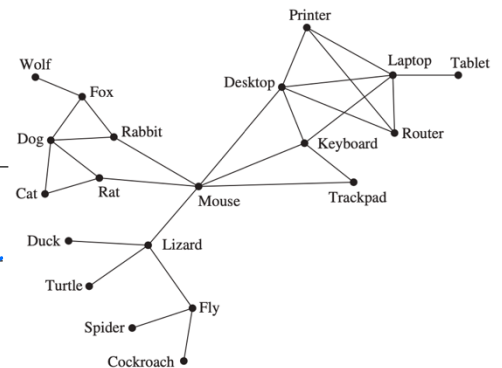 Printer
Wolf
Laptop
Tablet
Desktop
Fox
Dog
Rabbit
Router
Keyboard
Cat
Rat
Mouse
Trackpad
Duck
Lizard
Turtle
Fly
Spider
Cockroach